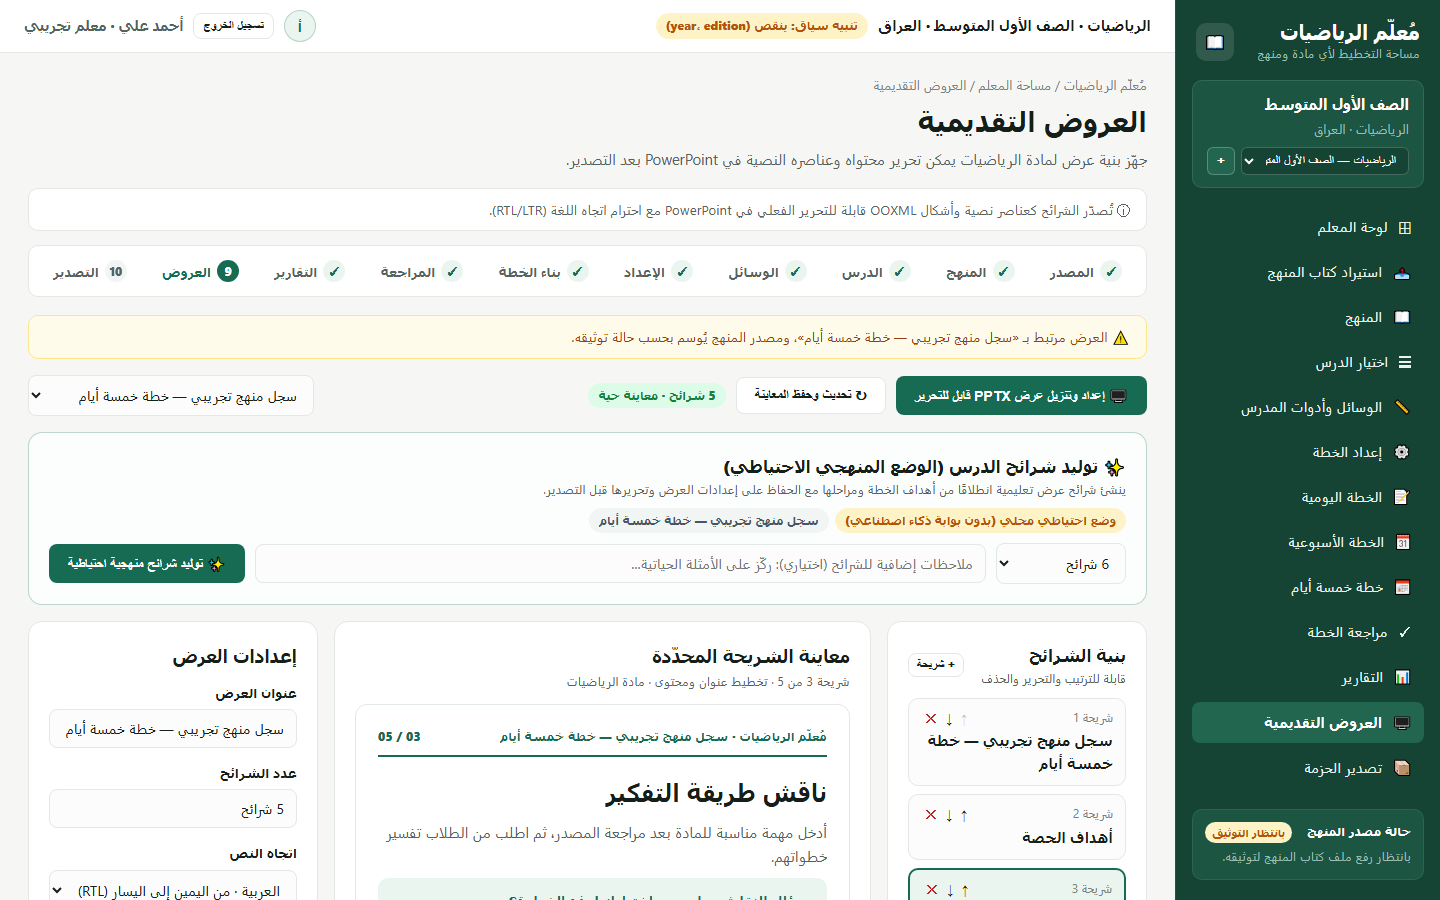 مُعلّم الرياضيات
مساحة التخطيط لأي مادة ومنهج
الصف الأول المتوسط
الرياضيات · العراق
الرياضيات — الصف الأول المتو
+
لوحة المعلم
استيراد كتاب المنهج
المنهج
اختيار الدرس
الوسائل وأدوات المدرس
إعداد الخطة
الخطة اليومية
الخطة الأسبوعية
خطة خمسة أيام
مراجعة الخطة
التقارير
العروض التقديمية
تصدير الحزمة
حالة مصدر المنهج
بانتظار التوثيق
بانتظار رفع ملف كتاب المنهج لتوثيقه.
الرياضيات • الصف الأول المتوسط • العراق
تنبيه سياق: ينقص (year، edition)
أ
تسجيل الخروج
أحمد علي • معلم تجريبي
مُعلّم الرياضيات / مساحة المعلم / العروض التقديمية
العروض التقديمية
جهّز بنية عرض لمادة الرياضيات يمكن تحرير محتواه وعناصره النصية في PowerPoint بعد التصدير.
ⓘ تُصدّر الشرائح كعناصر نصية وأشكال OOXML قابلة للتحرير الفعلي في PowerPoint مع احترام اتجاه اللغة (RTL/LTR).
✓ المصدر
✓ المنهج
✓ الدرس
✓ الوسائل
✓ الإعداد
✓ بناء الخطة
✓ المراجعة
✓ التقارير
9 العروض
10 التصدير
⚠️ العرض مرتبط بـ «سجل منهج تجريبي — خطة خمسة أيام»، ومصدر المنهج يُوسم بحسب حالة توثيقه.
إعداد وتنزيل عرض PPTX قابل للتحرير
↻ تحديث وحفظ المعاينة
5 شرائح · معاينة حية
سجل منهج تجريبي — خطة خمسة أيام
✨ توليد شرائح الدرس (الوضع المنهجي الاحتياطي)
ينشئ شرائح عرض تعليمية انطلاقًا من أهداف الخطة ومراحلها مع الحفاظ على إعدادات العرض وتحريرها قبل التصدير.
وضع احتياطي محلي (بدون بوابة ذكاء اصطناعي)
سجل منهج تجريبي — خطة خمسة أيام
6 شرائح
ملاحظات إضافية للشرائح (اختياري): ركّز على الأمثلة الحياتية...
✨ توليد شرائح منهجية احتياطية
بنية الشرائح
+ شريحة
قابلة للترتيب والتحرير والحذف
شريحة 1
↑ ↓ ✕
سجل منهج تجريبي — خطة
خمسة أيام
شريحة 2
↑ ↓ ✕
أهداف الحصة
شريحة 3
↑ ↓ ✕
معاينة الشريحة المحدّدة
شريحة 3 من 5 · تخطيط عنوان ومحتوى · مادة الرياضيات
مُعلّم الرياضيات · سجل منهج تجريبي — خطة خمسة أيام
03 / 05
ناقش طريقة التفكير
أدخل مهمة مناسبة للمادة بعد مراجعة المصدر، ثم اطلب من الطلاب تفسير
خطواتهم.
إعدادات العرض
عنوان العرض
سجل منهج تجريبي — خطة خمسة أيام
عدد الشرائح
5 شرائح
اتجاه النص
العربية · من اليمين إلى اليسار (RTL)